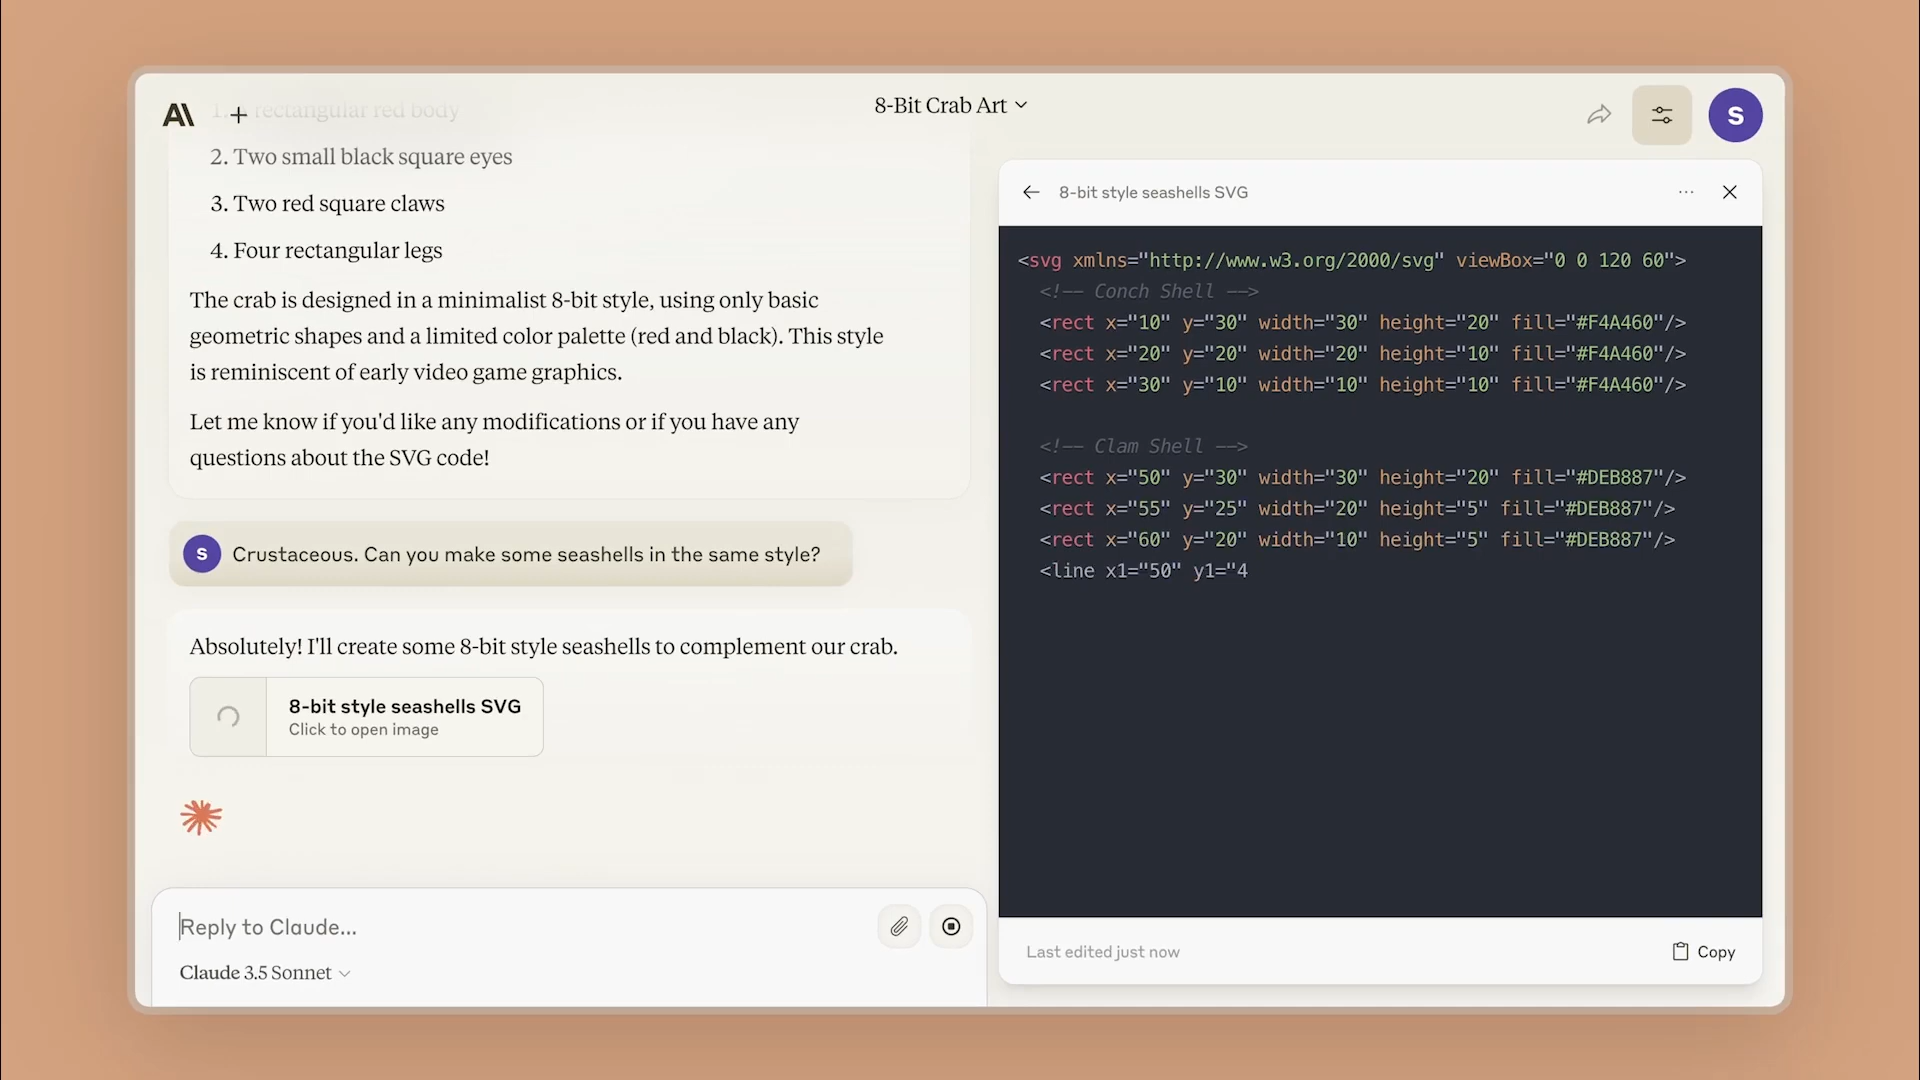 8-Bit Crab Art
S
1. A rectangular red body
2. Two small black square eyes
3. Two red square claws
4. Four rectangular legs
The crab is designed in a minimalist 8-bit style, using only basic
geometric shapes and a limited color palette (red and black). This style
is reminiscent of early video game graphics.
Let me know if you'd like any modifications or if you have any
questions about the SVG code!
S
Crustaceous. Can you make some seashells in the same style?
Absolutely! I'll create some 8-bit style seashells to complement our crab.
8-bit style seashells SVG
Click to open image
Reply to Claude...
Claude 3.5 Sonnet
8-bit style seashells SVG
<svg xmlns="http://www.w3.org/2000/svg" viewBox="0 0 120 60">
<!-- Conch Shell -->
<rect x="10" y="30" width="30" height="20" fill="#F4A460"/>
<rect x="20" y="20" width="20" height="10" fill="#F4A460"/>
<rect x="30" y="10" width="10" height="10" fill="#F4A460"/>
<!-- Clam Shell -->
<rect x="50" y="30" width="30" height="20" fill="#DEB887"/>
<rect x="55" y="25" width="20" height="5" fill="#DEB887"/>
<rect x="60" y="20" width="10" height="5" fill="#DEB887"/>
<line x1="50" y1="4
Last edited just now
Copy